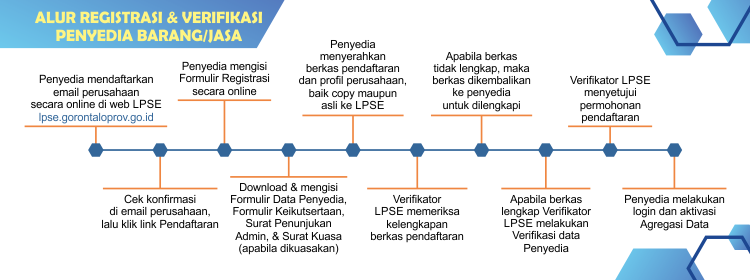 ALUR REGISTRASI & VERIFIKASI
PENYEDIA BARANG/JASA
Penyedia mendaftarkan
email perusahaan
secara online di web LPSE
lpse.gorontaloprov.go.id
Cek konfirmasi
di email perusahaan,
lalu klik link Pendaftaran
Penyedia mengisi
Formulir Registrasi
secara online
Download & mengisi
Formulir Data Penyedia,
Formulir Keikutsertaan,
Surat Penunjukan
Admin, & Surat Kuasa
(apabila dikuasakan)
Penyedia
menyerahkan
berkas pendaftaran
dan profil perusahaan,
baik copy maupun
asli ke LPSE
Verifikator
LPSE memeriksa
kelengkapan
berkas pendaftaran
Apabila berkas
tidak lengkap, maka
berkas dikembalikan
ke penyedia
untuk dilengkapi
Apabila berkas
lengkap Verifikator
LPSE melakukan
Verifikasi data
Penyedia
Verifikator LPSE
menyetujui
permohonan
pendaftaran
Penyedia melakukan
login dan aktivasi
Agregasi Data